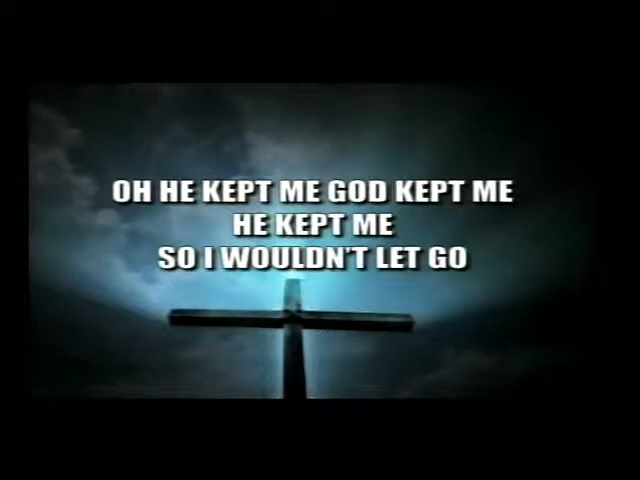 OH HE KEPT ME GOD KEPT ME
HE KEPT ME
SO I WOULDN'T LET GO